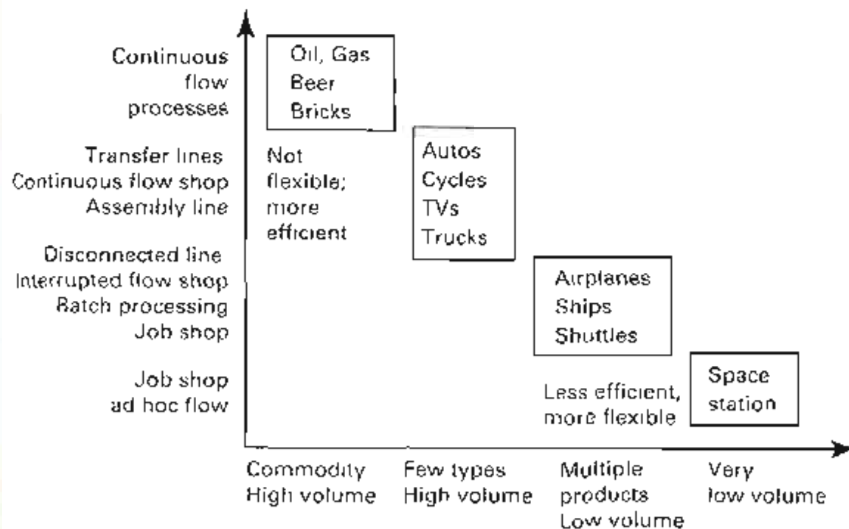 Continuous
flow
processes
Oil, Gas
Beer
Bricks
Transfer lines
Continuous flow shop
Assembly line
Not
flexible;
more
efficient
Autos
Cycles
TVs
Trucks
Disconnected line
Interrupted flow shop
Batch processing
Job shop
Airplanes
Ships
Shuttles
Job shop
ad hoc flow
Less efficient,
more flexible
Space
station
Commodity
High volume
Few types
High volume
Multiple
products
Low volume
Very
low volume